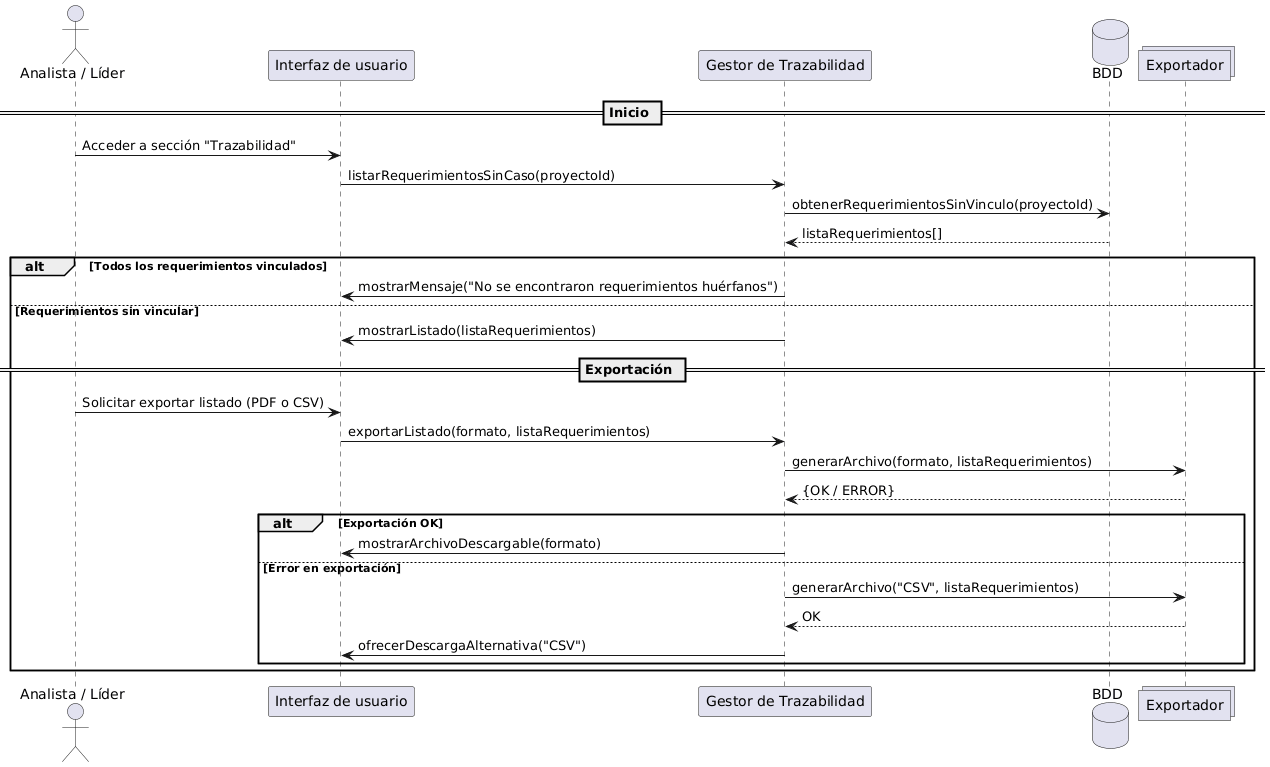 Analista / Líder
Interfaz de usuario
Gestor de Trazabilidad
BDD
Exportador
Inicio
Acceder a sección "Trazabilidad"
listarRequerimientosSinCaso(proyectoId)
obtenerRequerimientosSinVinculo(proyectoId)
listaRequerimientos[]
alt
[Todos los requerimientos vinculados]
mostrarMensaje("No se encontraron requerimientos huérfanos")
[Requerimientos sin vincular]
mostrarListado(listaRequerimientos)
Exportación
Solicitar exportar listado (PDF o CSV)
exportarListado(formato, listaRequerimientos)
generarArchivo(formato, listaRequerimientos)
{OK / ERROR}
alt
[Exportación OK]
mostrarArchivoDescargable(formato)
[Error en exportación]
generarArchivo("CSV", listaRequerimientos)
OK
ofrecerDescargaAlternativa("CSV")
Analista / Líder
Interfaz de usuario
Gestor de Trazabilidad
BDD
Exportador